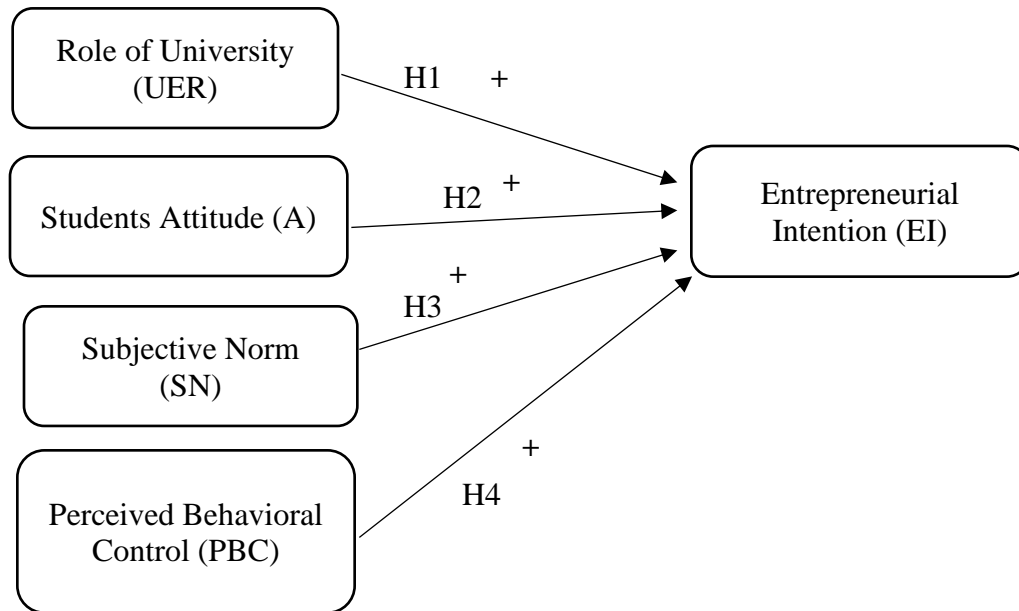 Role of University
(UER)
H1 +
Students Attitude (A)
H2 +
Entrepreneurial
Intention (EI)
H3 +
Subjective Norm
(SN)
H4 +
Perceived Behavioral
Control (PBC)